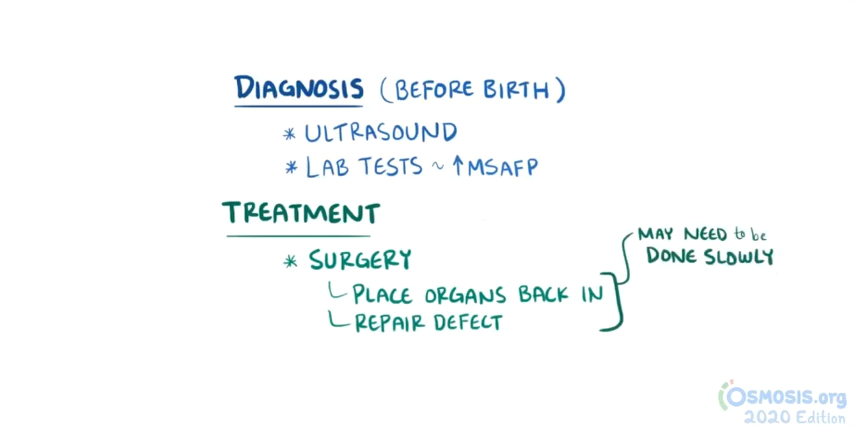 DIAGNOSIS (BEFORE BIRTH)
* ULTRASOUND
* LAB TESTS ~ ↑MSAFP
TREATMENT
* SURGERY
PLACE ORGANS BACK IN
REPAIR DEFECT
MAY NEED to be
DONE SLOWLY
OSMOSIS.org
2020 Edition